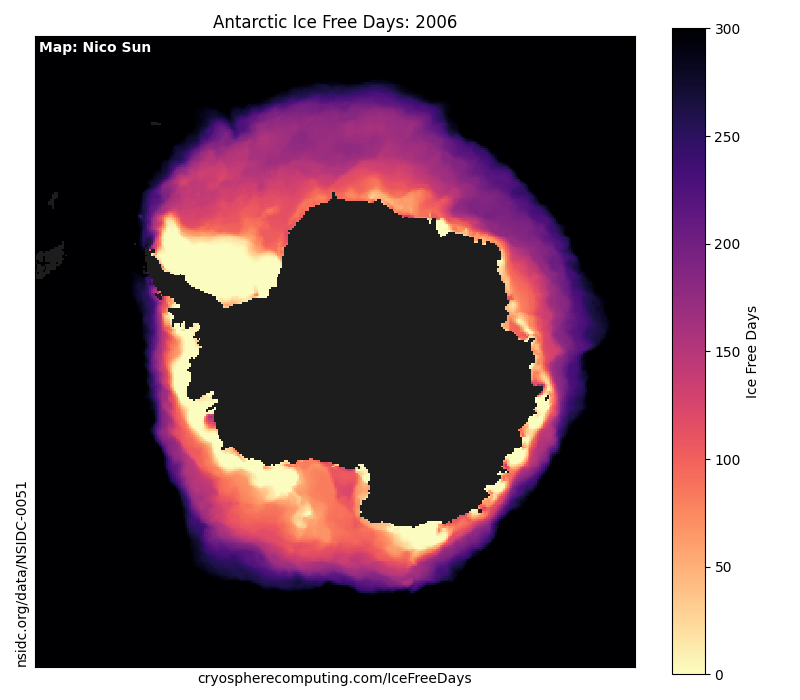 Antarctic Ice Free Days: 2006
Map: Nico Sun
300
250
200
150
100
50
0
Ice Free Days
nsidc.org/data/NSIDC-0051
cryospherecomputing.com/IceFreeDays